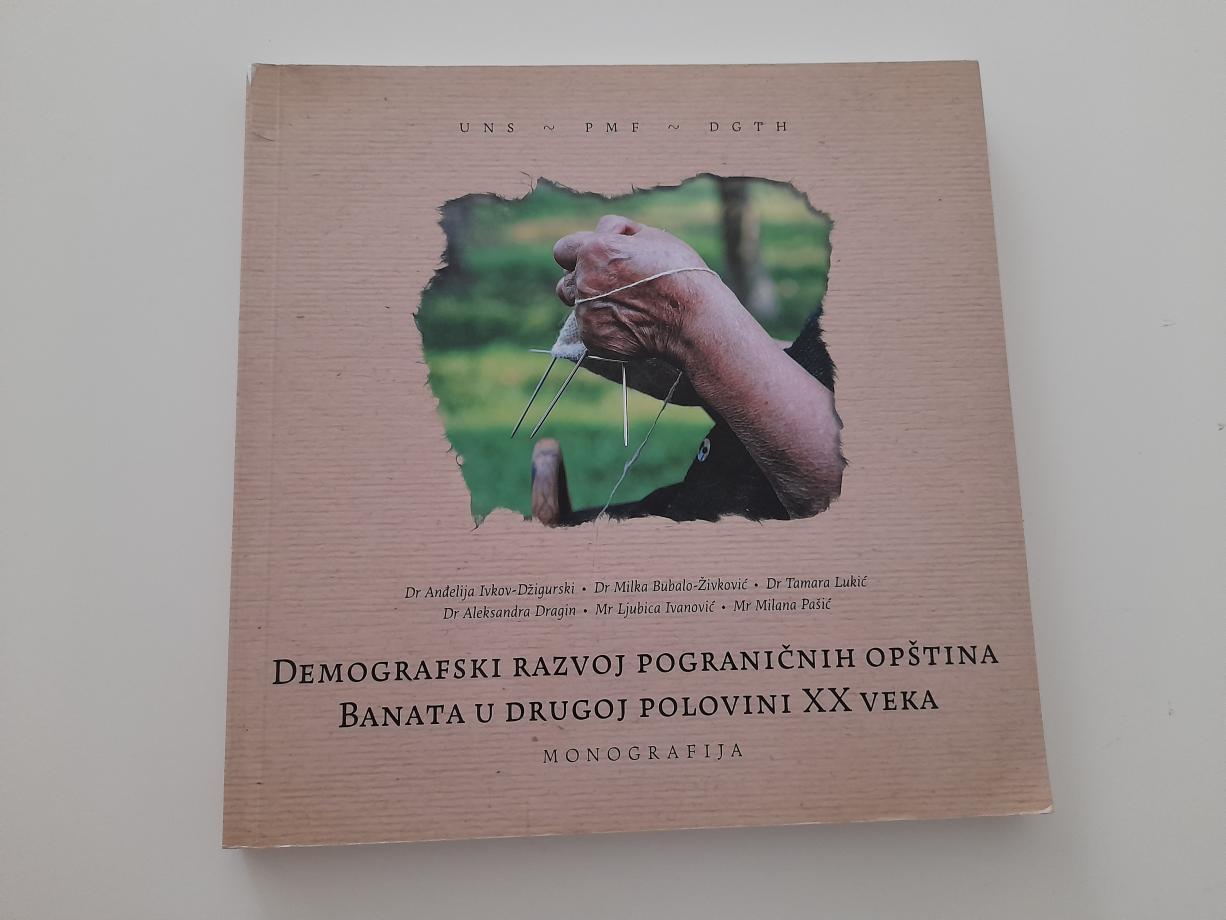 UNS ~ PMF ~ DGTH
Dr Anđelija Ivkov-Džigurski • Dr Milka Bubalo-Živković • Dr Tamara Lukić
Dr Aleksandra Dragin • Mr Ljubica Ivanović • Mr Milana Pašić
Demografski razvoj pograničnih opština
Banata u drugoj polovini XX veka
MONOGRAFIJA